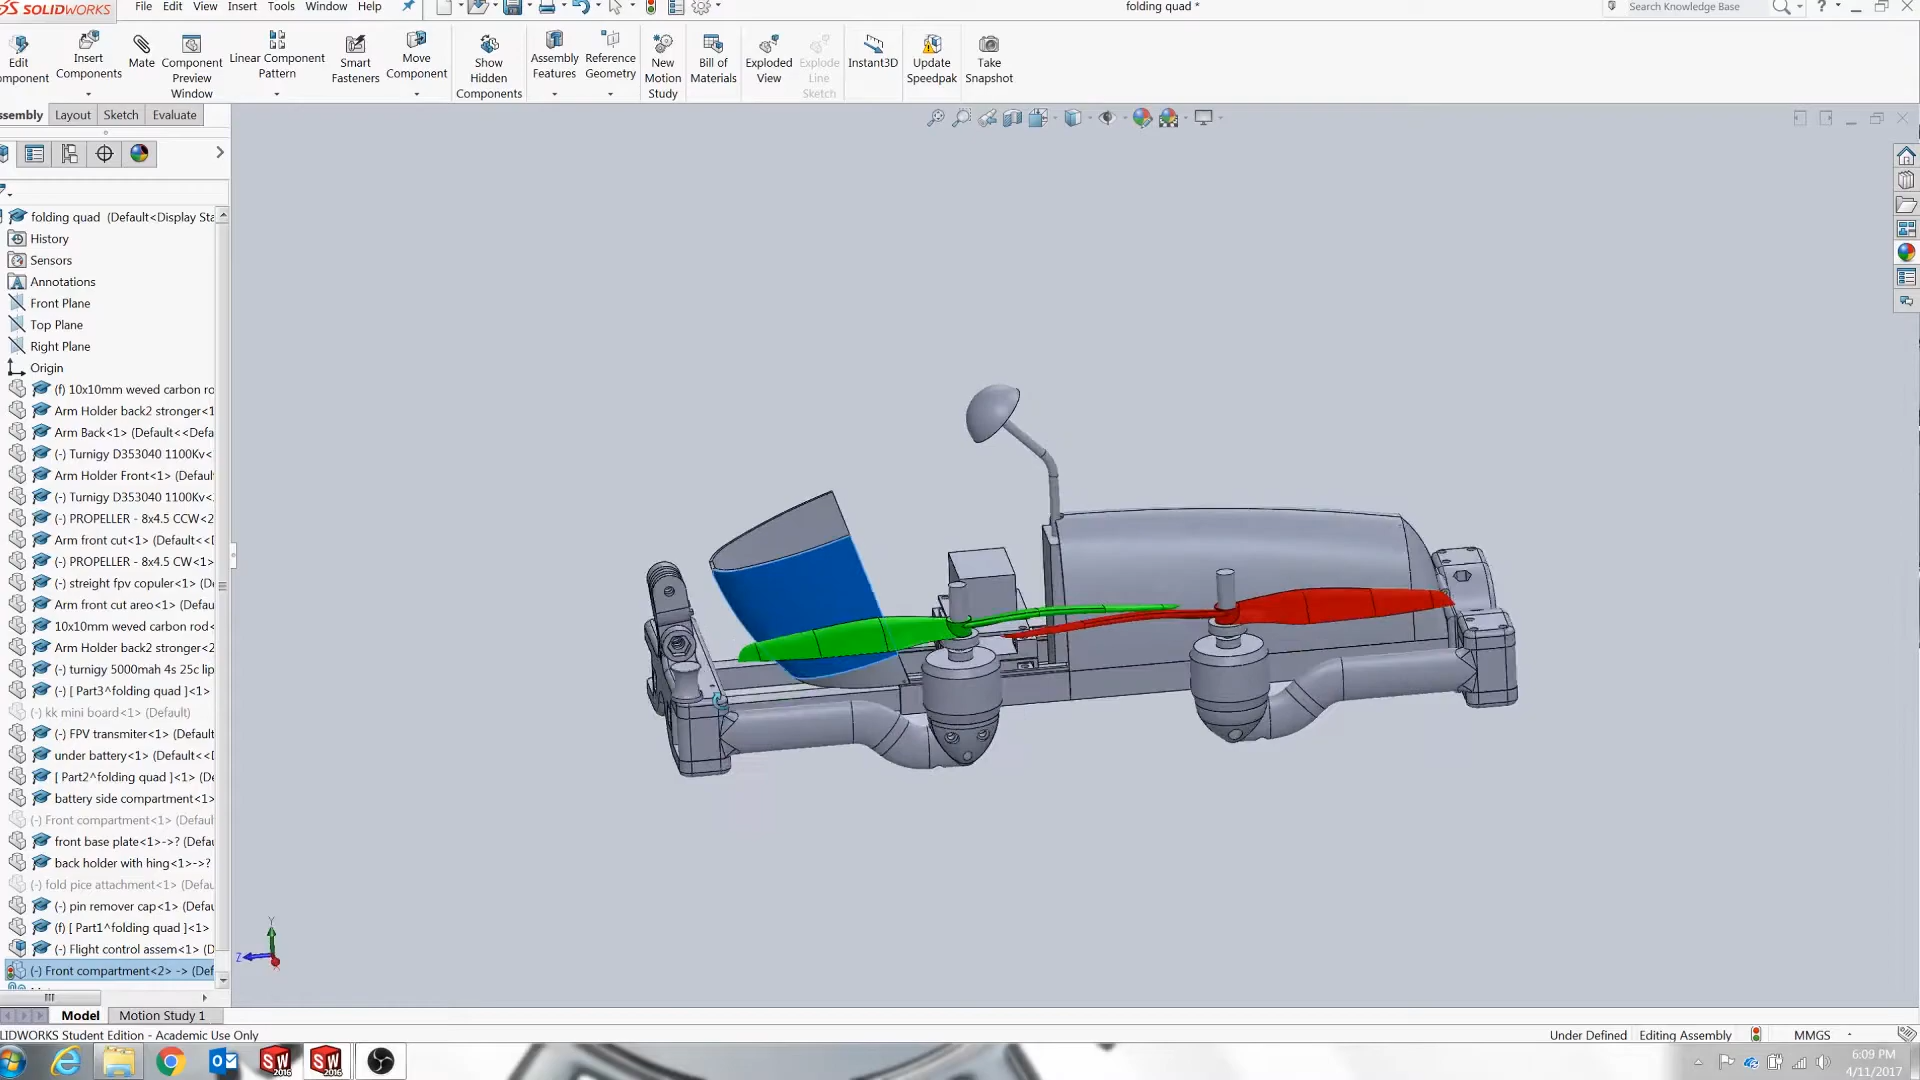 SOLIDWORKS
File Edit View Insert Tools Window Help
folding quad *
Search Knowledge Base
Edit
omponent
Insert
Components
Mate
Component
Preview
Window
Linear Component
Pattern
Smart
Fasteners
Move
Component
Show
Hidden
Components
Assembly
Features
Reference
Geometry
New
Motion
Study
Bill of
Materials
Exploded
View
Explode
Line
Sketch
Instant3D
Update
Speedpak
Take
Snapshot
ssembly Layout Sketch Evaluate
folding quad (Default<Display Sta
History
Sensors
Annotations
Front Plane
Top Plane
Right Plane
Origin
(f) 10x10mm weved carbon ro
Arm Holder back2 stronger<1
Arm Back<1> (Default<<Defa
(-) Turnigy D353040 1100Kv<
Arm Holder Front<1> (Defaul
(-) Turnigy D353040 1100Kv<
(-) PROPELLER - 8x4.5 CCW<2
Arm front cut<1> (Default<<D
(-) PROPELLER - 8x4.5 CW<1>
(-) streight fpv copuler<1> (D
Arm front cut areo<1> (Defau
10x10mm weved carbon rod<
Arm Holder back2 stronger<2
(-) turnigy 5000mah 4s 25c lip
(-) [ Part3^folding quad ]<1>
(-) kk mini board<1> (Default)
(-) FPV transmiter<1> (Default
under battery<1> (Default<<D
[ Part2^folding quad ]<1> (De
battery side compartment<1>
(-) Front compartment<1> (Defaul
front base plate<1>->? (Defau
back holder with hing<1>->?
(-) fold pice attachment<1> (Defau
(-) pin remover cap<1> (Defau
(f) [ Part1^folding quad ]<1>
(-) Flight control assem<1> (D
(-) Front compartment<2> -> (Def
Y
Z
Model Motion Study 1
LIDWORKS Student Edition - Academic Use Only
Under Defined Editing Assembly MMGS
SW 2016 SW 2016
6:09 PM
4/11/2017